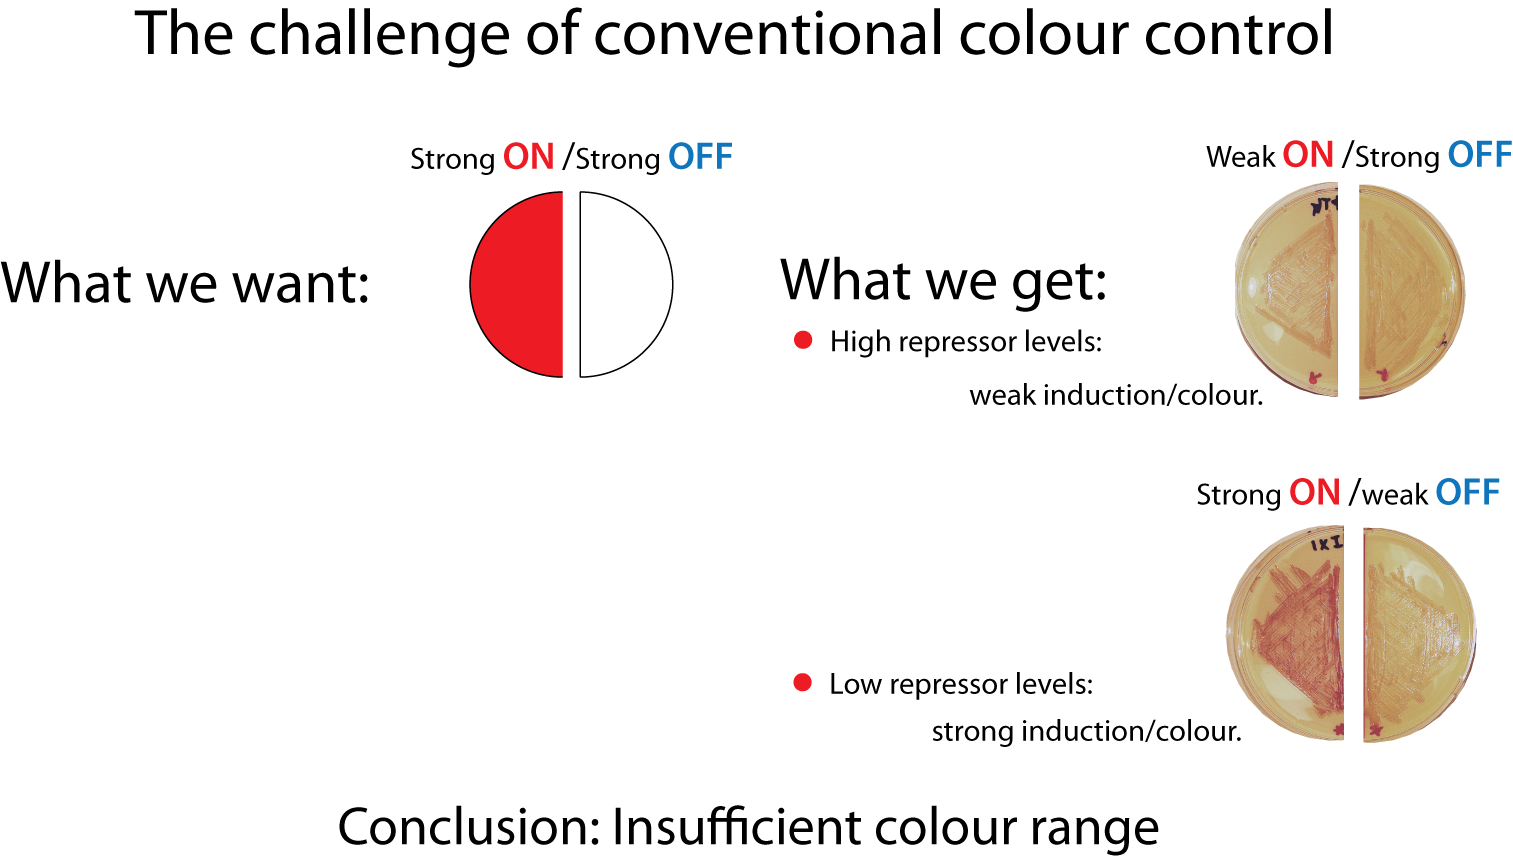 The challenge of conventional colour control
Strong ON /Strong OFF
What we want:
Weak ON /Strong OFF
What we get:
High repressor levels:
weak induction/colour.
Strong ON /weak OFF
Low repressor levels:
strong induction/colour.
Conclusion: Insufficient colour range